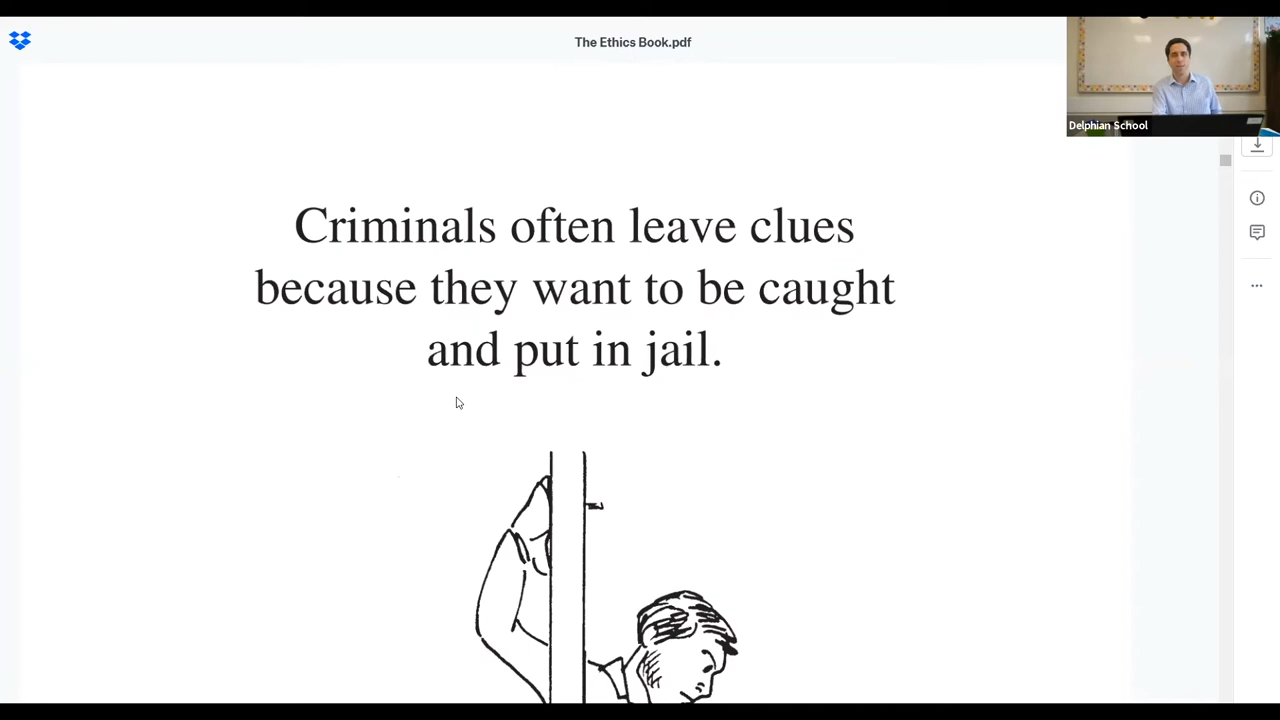 The Ethics Book.pdf
Delphian School
Criminals often leave clues
because they want to be caught
and put in jail.